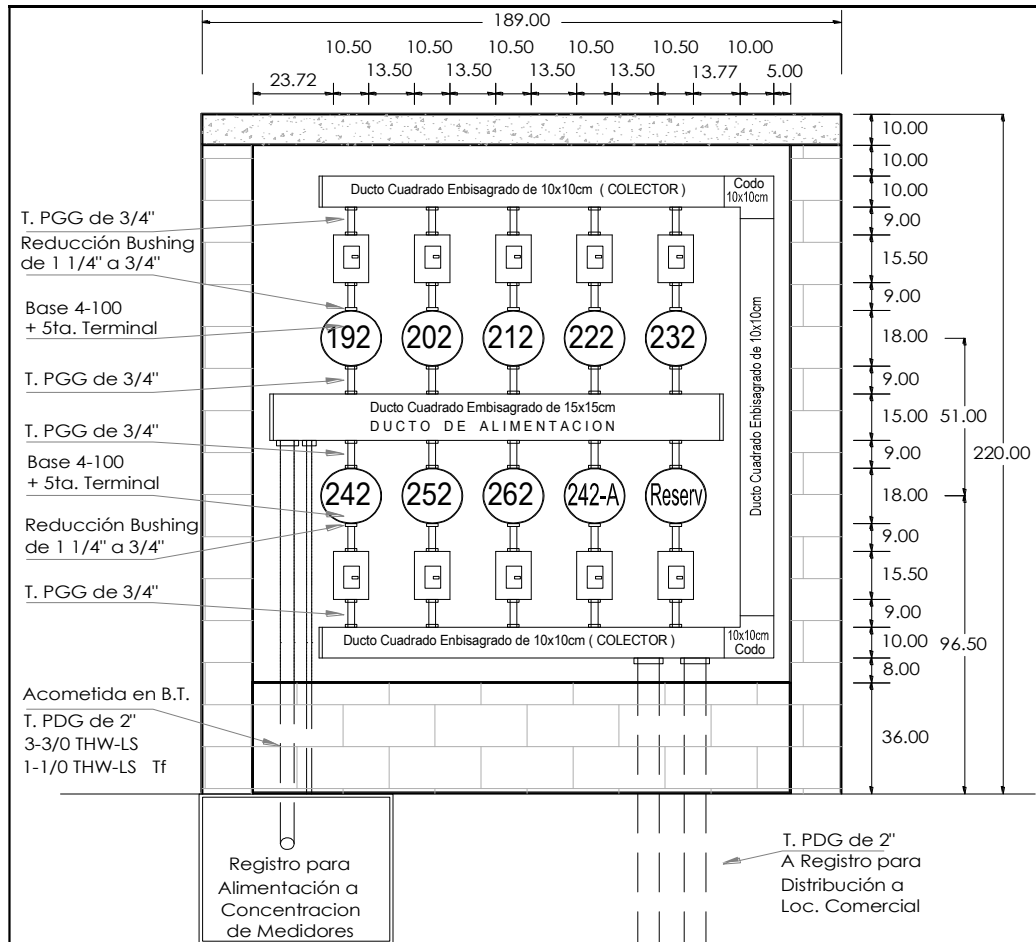 189.00
10.50 10.50 10.50 10.50 10.50 10.00
23.72 13.50 13.50 13.50 13.50 13.77 5.00
10.00
10.00
10.00
9.00
15.50
9.00
18.00
9.00
15.00
9.00
18.00
9.00
15.50
9.00
10.00
8.00
36.00
51.00
96.50
220.00
Ducto Cuadrado Enbisagrado de 10x10cm ( COLECTOR )
Codo
10x10cm
T. PGG de 3/4"
Reducción Bushing
de 1 1/4" a 3/4"
Base 4-100
+ 5ta. Terminal
192 202 212 222 232
T. PGG de 3/4"
Ducto Cuadrado Embisagrado de 15x15cm
DUCTO DE ALIMENTACION
Ducto Cuadrado Enbisagrado de 10x10cm
T. PGG de 3/4"
Base 4-100
+ 5ta. Terminal
242 252 262 242-A Reserv
Reducción Bushing
de 1 1/4" a 3/4"
T. PGG de 3/4"
Ducto Cuadrado Enbisagrado de 10x10cm ( COLECTOR )
10x10cm
Codo
Acometida en B.T.
T. PDG de 2"
3-3/0 THW-LS
1-1/0 THW-LS Tf
Registro para
Alimentación a
Concentracion
de Medidores
T. PDG de 2"
A Registro para
Distribución a
Loc. Comercial